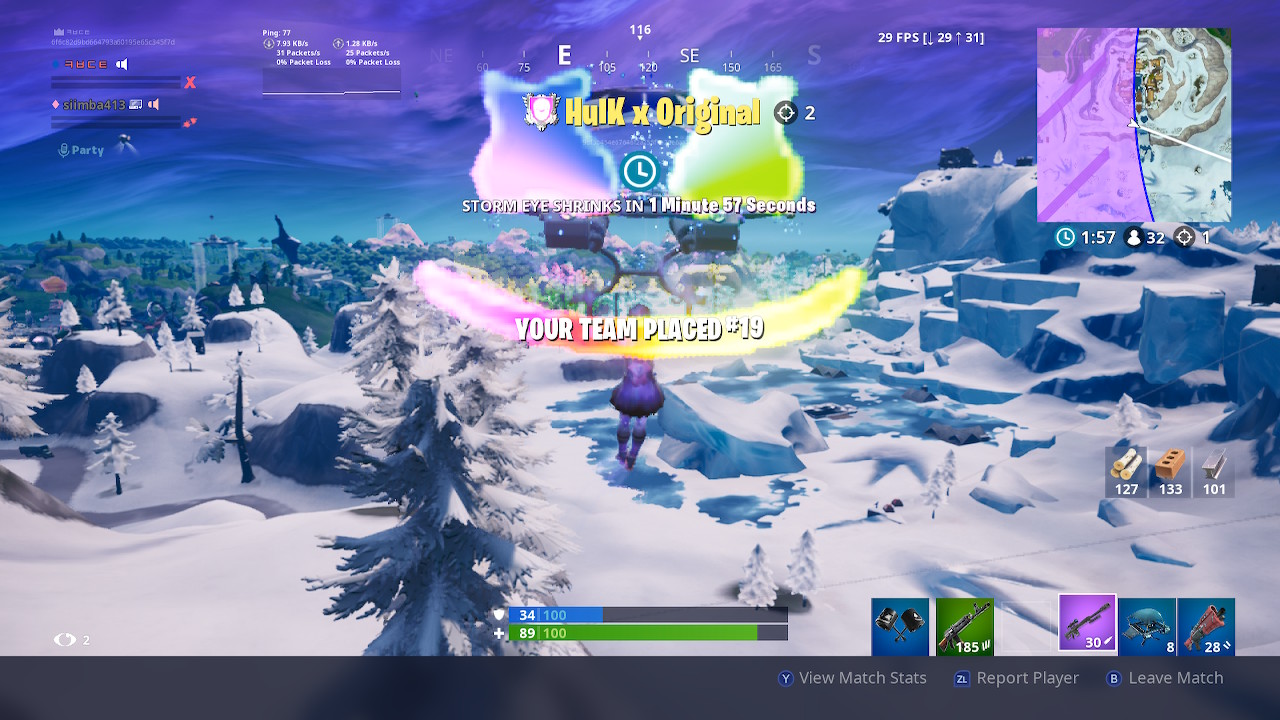 Ping: 77
7.93 KB/s 1.28 KB/s
31 Packets/s 25 Packets/s
0% Packet Loss 0% Packet Loss
siimba413
Party
116
NE E SE S
60 75 105 120 150 165
29 FPS [↓ 29 ↑ 31]
HulK x Original 2
STORM EYE SHRINKS IN 1 Minute 57 Seconds
1:57 32 1
YOUR TEAM PLACED #19
127 133 101
34 100
89 100
2
185 30 8 28
Y View Match Stats ZL Report Player B Leave Match